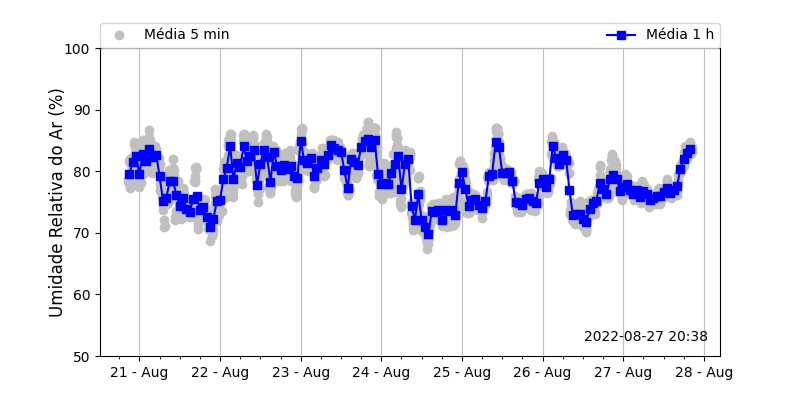 Média 5 min
Média 1 h
Umidade Relativa do Ar (%)
100
90
80
70
60
50
2022-08-27 20:38
21 - Aug
22 - Aug
23 - Aug
24 - Aug
25 - Aug
26 - Aug
27 - Aug
28 - Aug